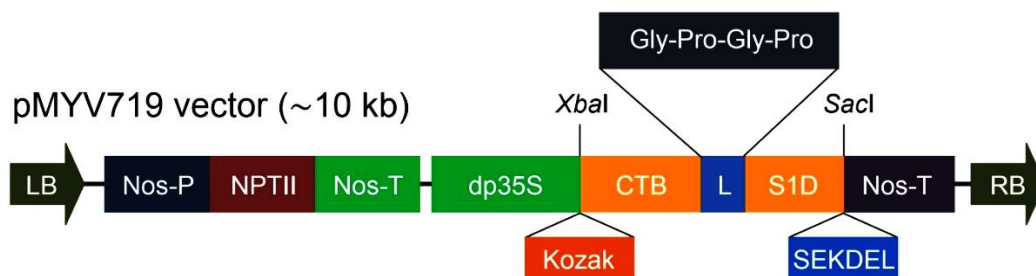 Gly-Pro-Gly-Pro
pMYV719 vector (~10 kb)
XbaI
SacI
LB Nos-P NPTII Nos-T dp35S CTB L S1D Nos-T RB
Kozak SEKDEL